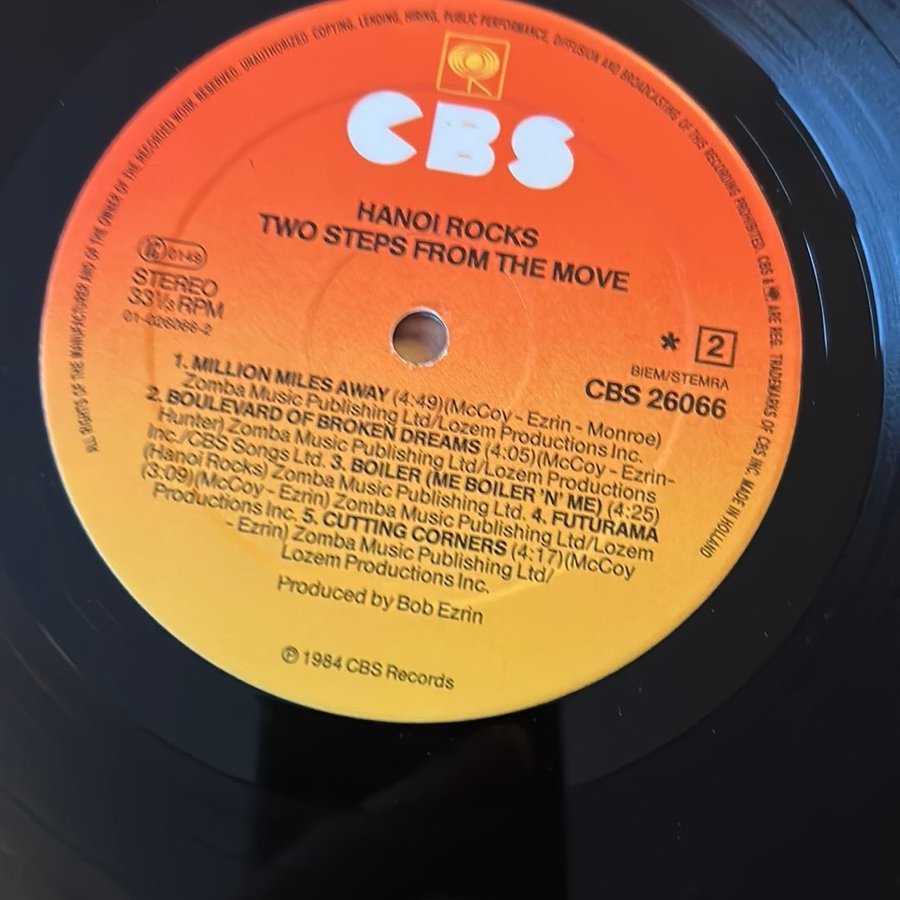 ALL RIGHTS OF THE MANUFACTURER AND OF THE OWNER OF THE RECORDED WORK RESERVED. UNAUTHORIZED COPYING, LENDING, HIRING, PUBLIC PERFORMANCE, DIFFUSION AND BROADCASTING OF THIS RECORDING PROHIBITED. CBS & ARE REG. TRADEMARKS OF CBS INC. MADE IN HOLLAND
CBS
HANOI ROCKS
TWO STEPS FROM THE MOVE
LC 0149
STEREO
33⅓ RPM
01-026066-2
* 2
BIEM/STEMRA
CBS 26066
1. MILLION MILES AWAY (4:49)(McCoy - Ezrin - Monroe)
Zomba Music Publishing Ltd/Lozem Productions Inc.
2. BOULEVARD OF BROKEN DREAMS (4:05)(McCoy - Ezrin-
Hunter) Zomba Music Publishing Ltd/Lozem Productions
Inc./CBS Songs Ltd. 3. BOILER (ME BOILER 'N' ME) (4:25)
(Hanoi Rocks) Zomba Music Publishing Ltd. 4. FUTURAMA
(3:09)(McCoy - Ezrin) Zomba Music Publishing Ltd/Lozem
Productions Inc. 5. CUTTING CORNERS (4:17)(McCoy
- Ezrin) Zomba Music Publishing Ltd/
Lozem Productions Inc.
Produced by Bob Ezrin
℗ 1984 CBS Records